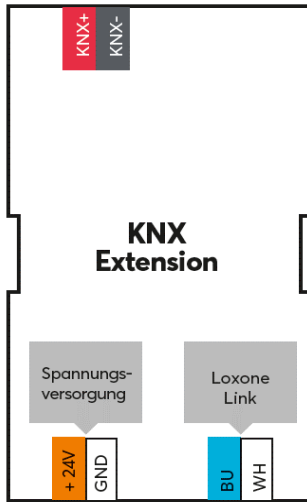 KNX+
KNX-
KNX
Extension
Spannungs-
versorgung
Loxone
Link
+ 24V
GND
BU
WH